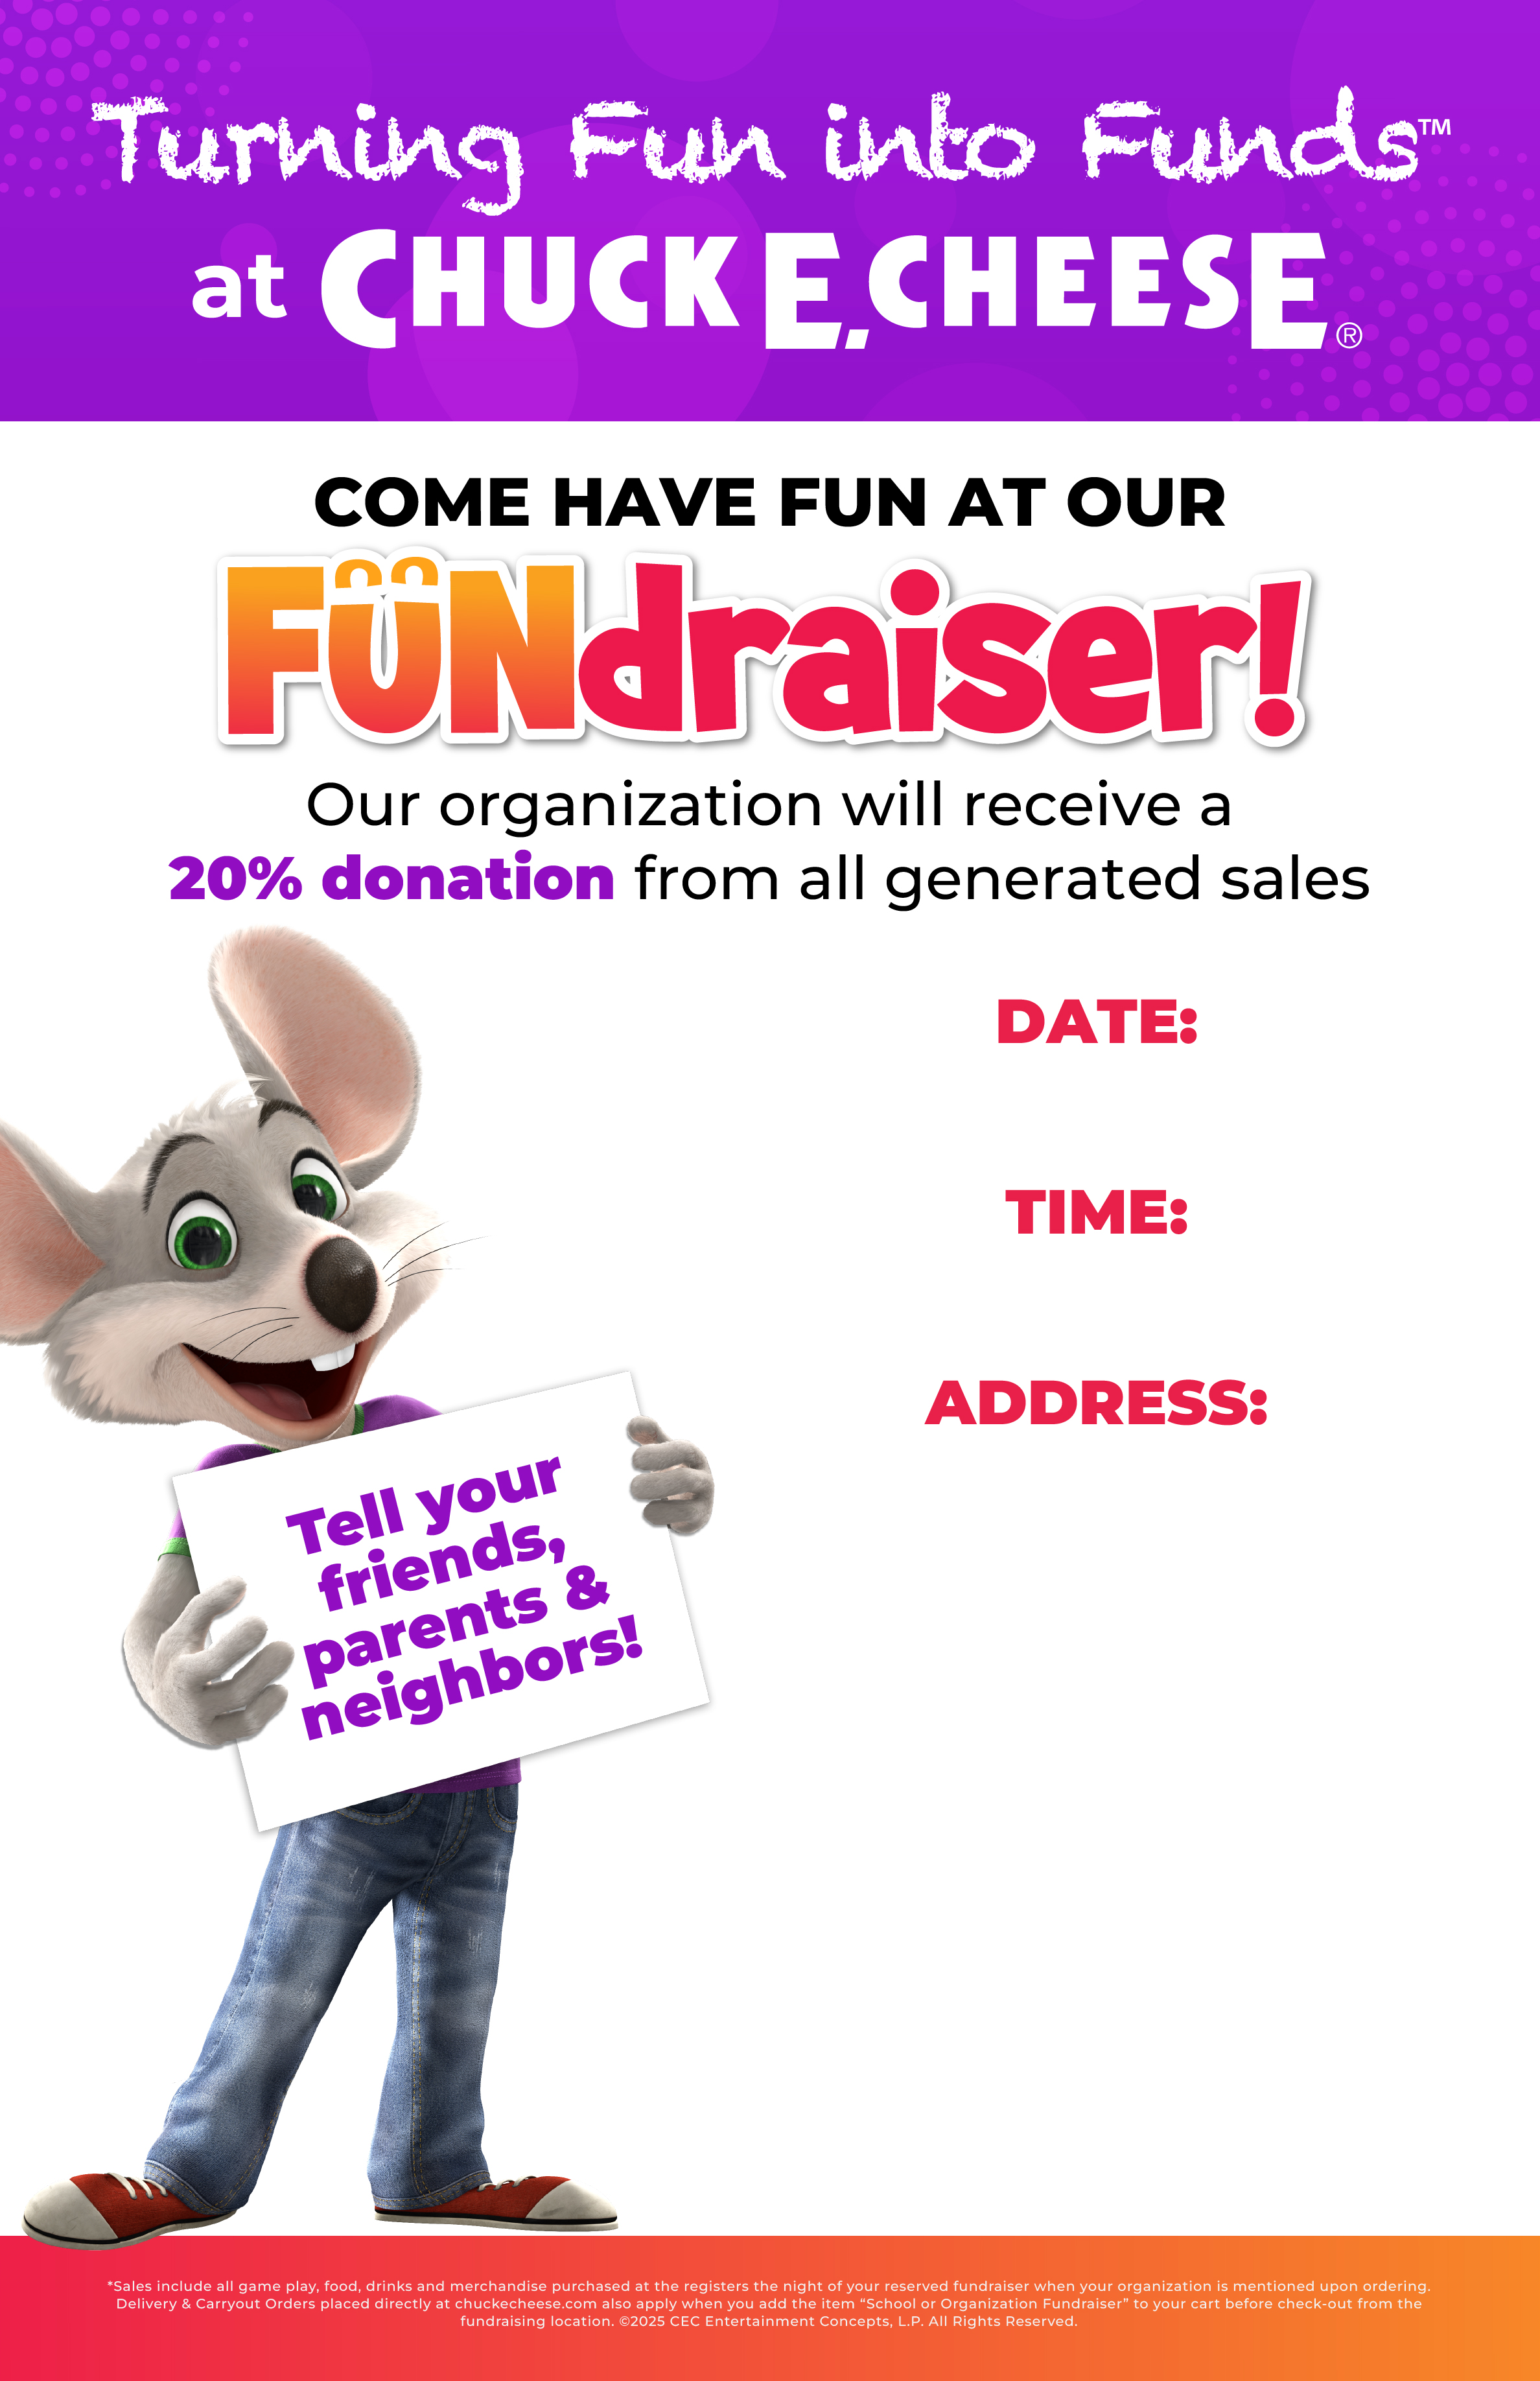 Turning Fun into Funds™
at CHUCK E. CHEESE®
COME HAVE FUN AT OUR
FÜNdraiser!
Our organization will receive a
20% donation from all generated sales
DATE:
TIME:
ADDRESS:
Tell your
friends,
parents &
neighbors!
*Sales include all game play, food, drinks and merchandise purchased at the registers the night of your reserved fundraiser when your organization is mentioned upon ordering.
Delivery & Carryout Orders placed directly at chuckecheese.com also apply when you add the item “School or Organization Fundraiser” to your cart before check-out from the
fundraising location. ©2025 CEC Entertainment Concepts, L.P. All Rights Reserved.